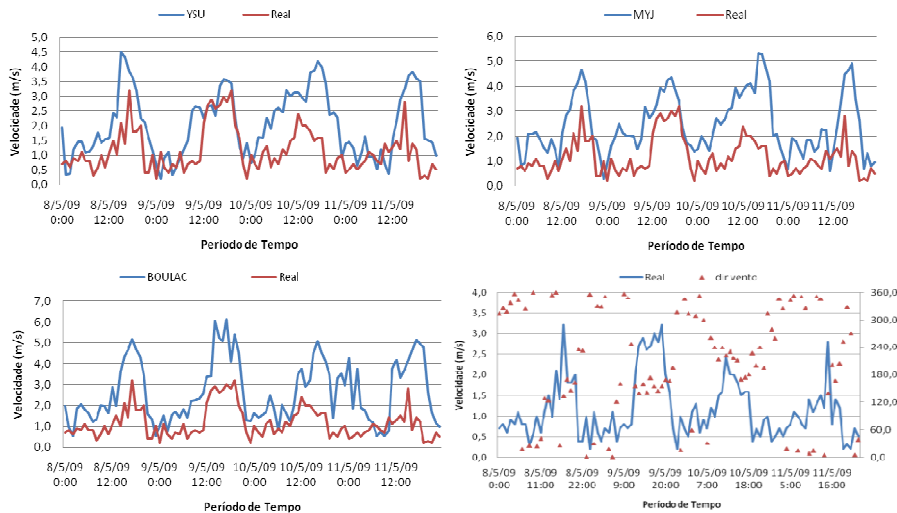 YSU Real
5,0
4,5
4,0
3,5
3,0
2,5
2,0
1,5
1,0
0,5
0,0
Velocidade (m/s)
8/5/09 8/5/09 9/5/09 9/5/09 10/5/09 10/5/09 11/5/09 11/5/09
0:00 12:00 0:00 12:00 0:00 12:00 0:00 12:00
Período de Tempo
MYJ Real
6,0
5,0
4,0
3,0
2,0
1,0
0,0
Velocidade (m/s)
8/5/09 8/5/09 9/5/09 9/5/09 10/5/09 10/5/09 11/5/09 11/5/09
0:00 12:00 0:00 12:00 0:00 12:00 0:00 12:00
Período de Tempo
BOULAC Real
7,0
6,0
5,0
4,0
3,0
2,0
1,0
0,0
Velocidade (m/s)
8/5/09 8/5/09 9/5/09 9/5/09 10/5/09 10/5/09 11/5/09 11/5/09
0:00 12:00 0:00 12:00 0:00 12:00 0:00 12:00
Período de Tempo
Real dir vento
4,0 360,0
3,5
3,0 300,0
2,5 240,0
2,0 180,0
1,5
1,0 120,0
0,5 60,0
0,0 0,0
Velocidade (m/s)
8/5/09 8/5/09 8/5/09 9/5/09 9/5/09 10/5/09 10/5/09 11/5/09 11/5/09
0:00 11:00 22:00 9:00 20:00 7:00 18:00 5:00 16:00
Período de Tempo